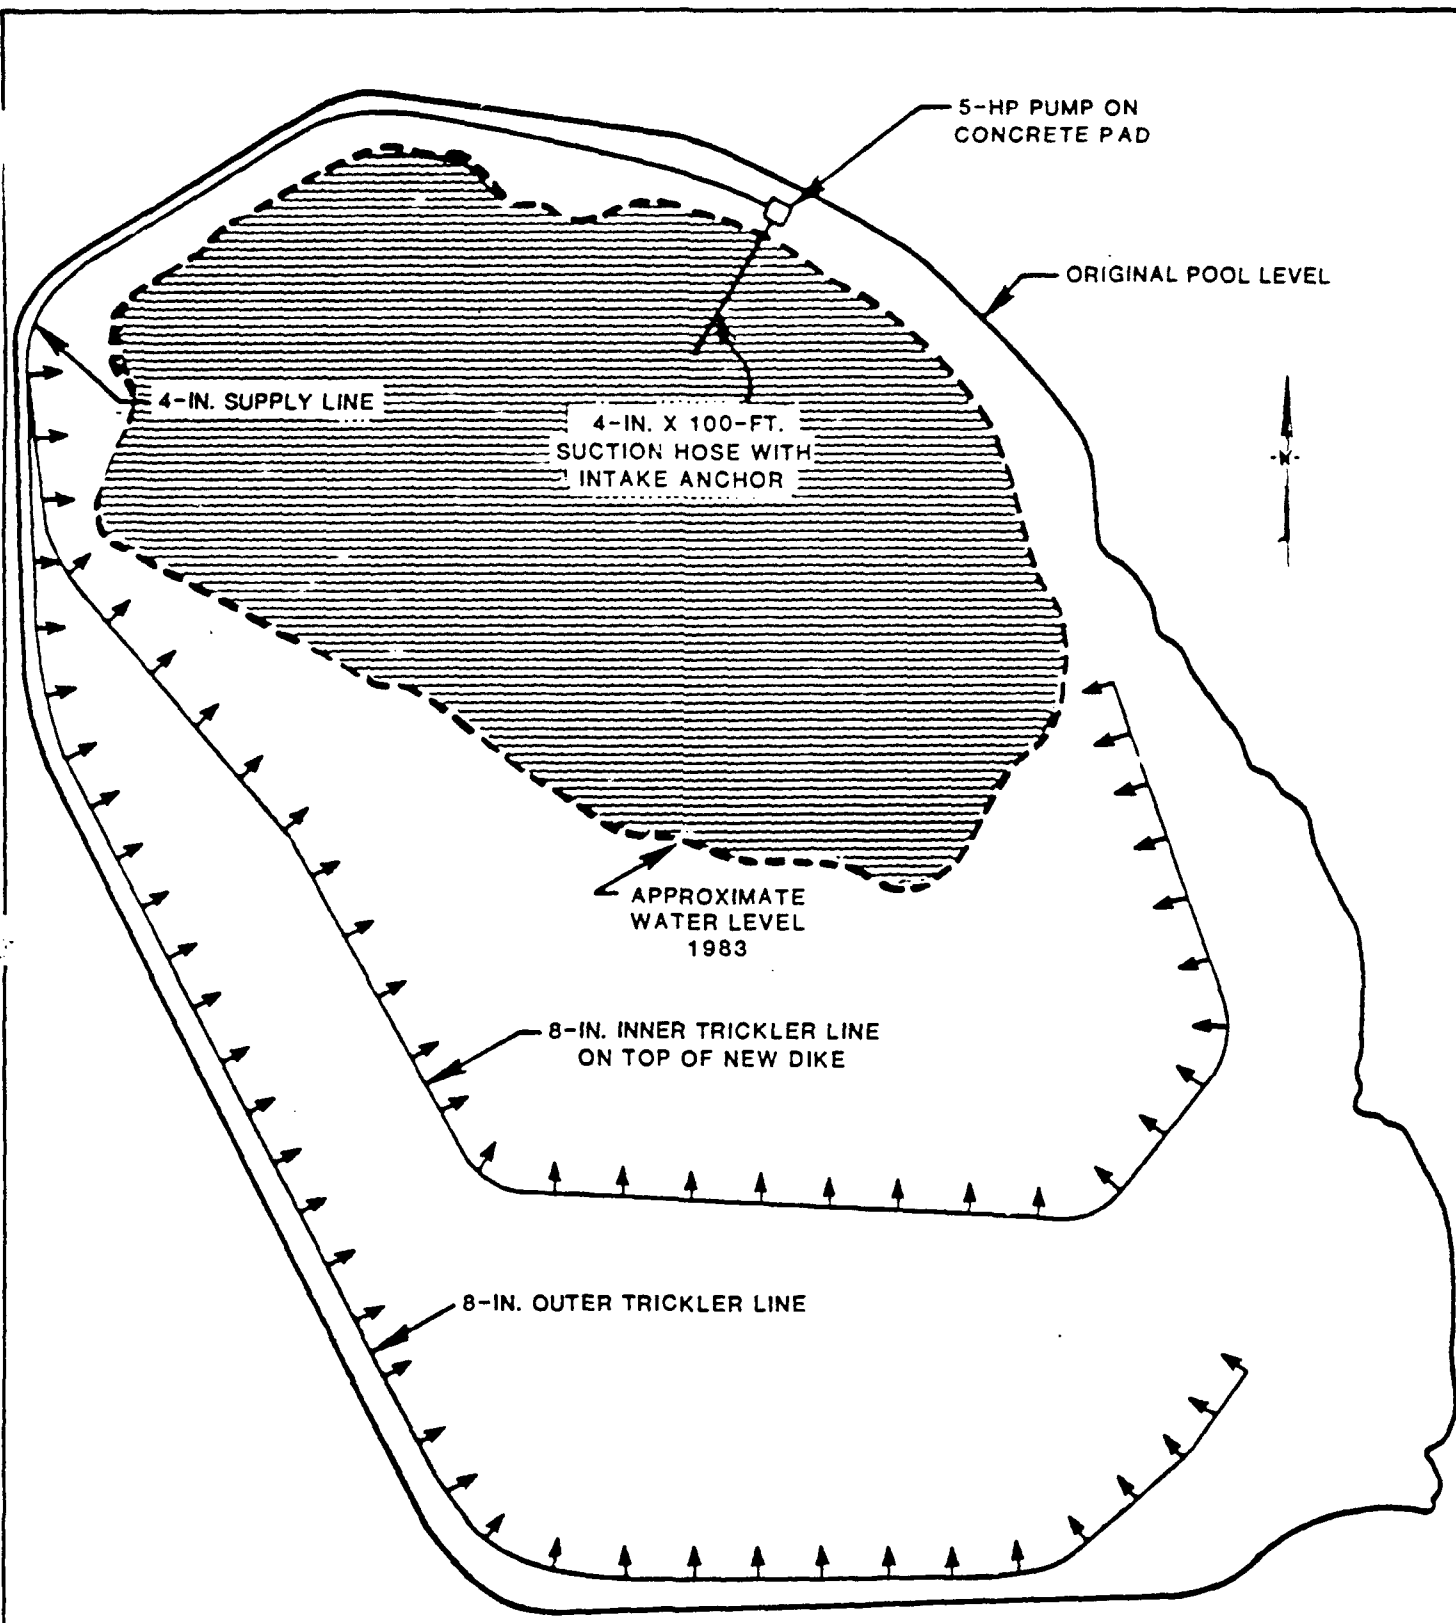 5-HP PUMP ON
CONCRETE PAD
ORIGINAL POOL LEVEL
4-IN. SUPPLY LINE
4-IN. X 100-FT.
SUCTION HOSE WITH
INTAKE ANCHOR
N
APPROXIMATE
WATER LEVEL
1983
8-IN. INNER TRICKLER LINE
ON TOP OF NEW DIKE
8-IN. OUTER TRICKLER LINE